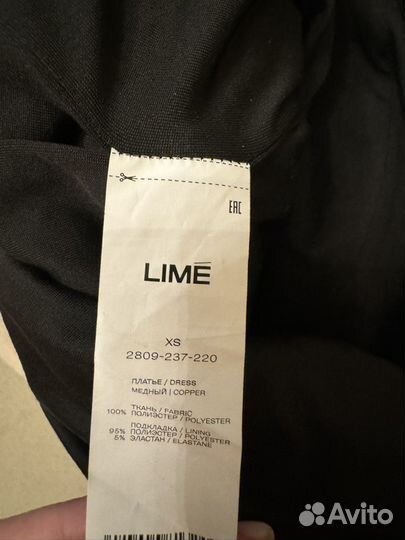 EAC
LIMÉ
XS
2809-237-220
ПЛАТЬЕ / DRESS
МЕДНЫЙ | COPPER
ТКАНЬ / FABRIC
100% ПОЛИЭСТЕР / POLYESTER
ПОДКЛАДКА / LINING
95% ПОЛИЭСТЕР / POLYESTER
5% ЭЛАСТАН / ELASTANE
Avito